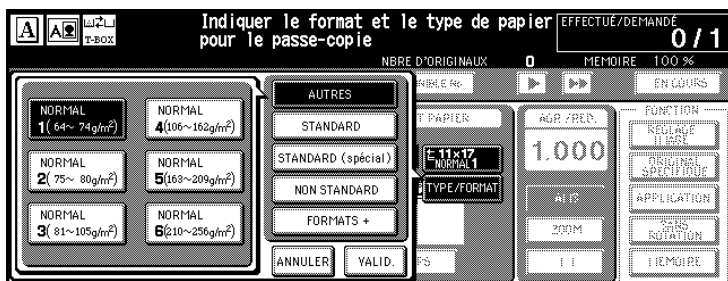 A A T-BOX
Indiquer le format et le type de papier
pour le passe-copie
EFFECTUÉ/DEMANDÉ
0/1
NBRE D'ORIGINAUX 0 MEMOIRE 100 %
EN COURS
AUTRES
STANDARD
STANDARD (spécial)
NON STANDARD
FORMATS +
ANNULER VALID.
NORMAL
1( 64~ 74g/m²)
NORMAL
2( 75~ 80g/m²)
NORMAL
3( 81~105g/m²)
NORMAL
4(106~162g/m²)
NORMAL
5(163~209g/m²)
NORMAL
6(210~256g/m²)
T PAPIER
11×17
NORMAL 1
TYPE/FORMAT
AGR./RED.
1.000
ZOOM
FONCTION
REGLAGE
ORIGINAL
SPECIFIQUE
APPLICATION
SANS
ROTATION
MEMOIRE